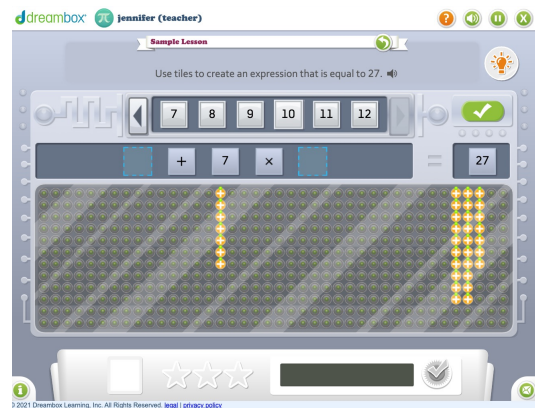 dreambox π jennifer (teacher) ?
Sample Lesson
Use tiles to create an expression that is equal to 27.
7 8 9 10 11 12
+ 7 × = 27
i
© 2021 Dreambox Learning, Inc. All Rights Reserved. legal | privacy policy